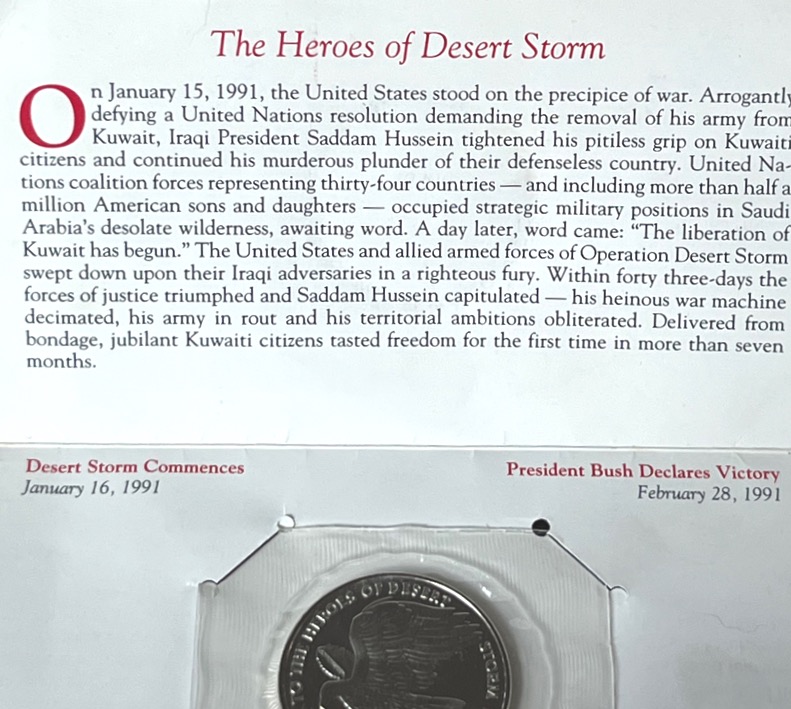 The Heroes of Desert Storm
On January 15, 1991, the United States stood on the precipice of war. Arrogantly
defying a United Nations resolution demanding the removal of his army from
Kuwait, Iraqi President Saddam Hussein tightened his pitiless grip on Kuwaiti
citizens and continued his murderous plunder of their defenseless country. United Na-
tions coalition forces representing thirty-four countries — and including more than half a
million American sons and daughters — occupied strategic military positions in Saudi
Arabia's desolate wilderness, awaiting word. A day later, word came: “The liberation of
Kuwait has begun.” The United States and allied armed forces of Operation Desert Storm
swept down upon their Iraqi adversaries in a righteous fury. Within forty three-days the
forces of justice triumphed and Saddam Hussein capitulated — his heinous war machine
decimated, his army in rout and his territorial ambitions obliterated. Delivered from
bondage, jubilant Kuwaiti citizens tasted freedom for the first time in more than seven
months.
Desert Storm Commences
January 16, 1991
President Bush Declares Victory
February 28, 1991
TO THE HEROES OF DESERT STORM